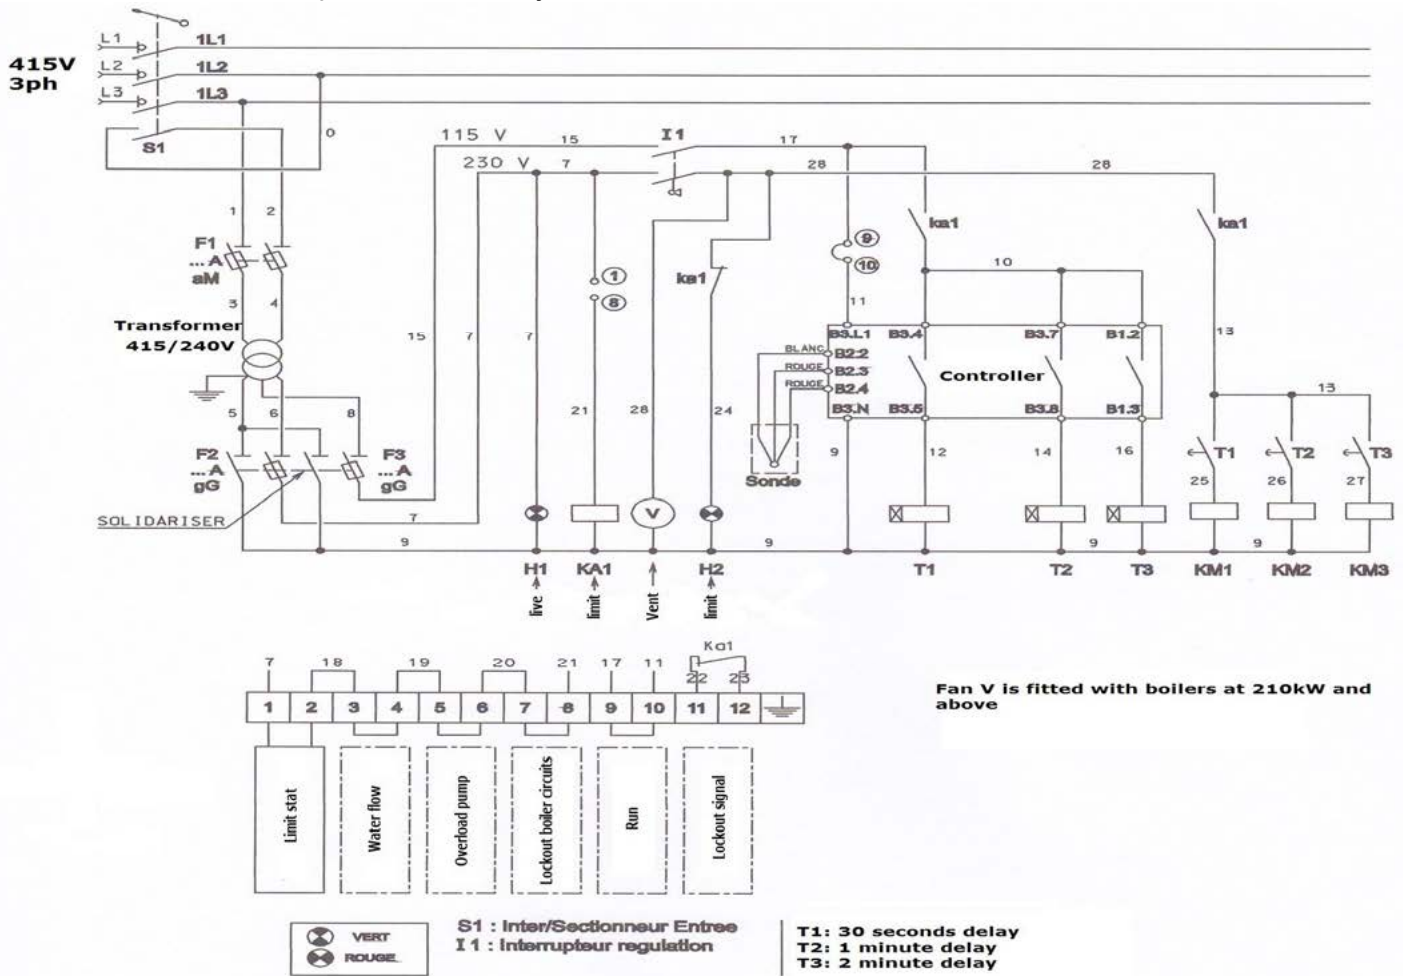 L1 1L1
415V
3ph
L2 1L2
L3 1L3
S1
0
115 V 15 I1 17
230 V 7 28 28
1 2
F1
... A
aM
3 4
Transformer
415/240V
5 6 8
F2
... A
gG
F3
... A
gG
SOLIDARISER
7
15 7 7
1
8
21 28 24
ka1
9
10
11
ka1
10
ka1
13
13
B3.L1 B3.4 B3.7 B1.2
BLANC B2.2
ROUGE B2.3
ROUGE B2.4
Controller
B3.N B3.5 B3.8 B1.3
Sonde
9 12 14 16
T1 T2 T3
25 26 27
V
9 9 9 9
H1 KA1 H2 T1 T2 T3 KM1 KM2 KM3
live limit Vent limit
Ka1
7 18 19 20 21 17 11 22 23
1 2 3 4 5 6 7 8 9 10 11 12
Limit stat
Water flow
Overload pump
Lockout boiler circuits
Run
Lockout signal
Fan V is fitted with boilers at 210kW and
above
VERT
ROUGE
S1 : Inter/Sectionneur Entree
I1 : Interrupteur regulation
T1: 30 seconds delay
T2: 1 minute delay
T3: 2 minute delay